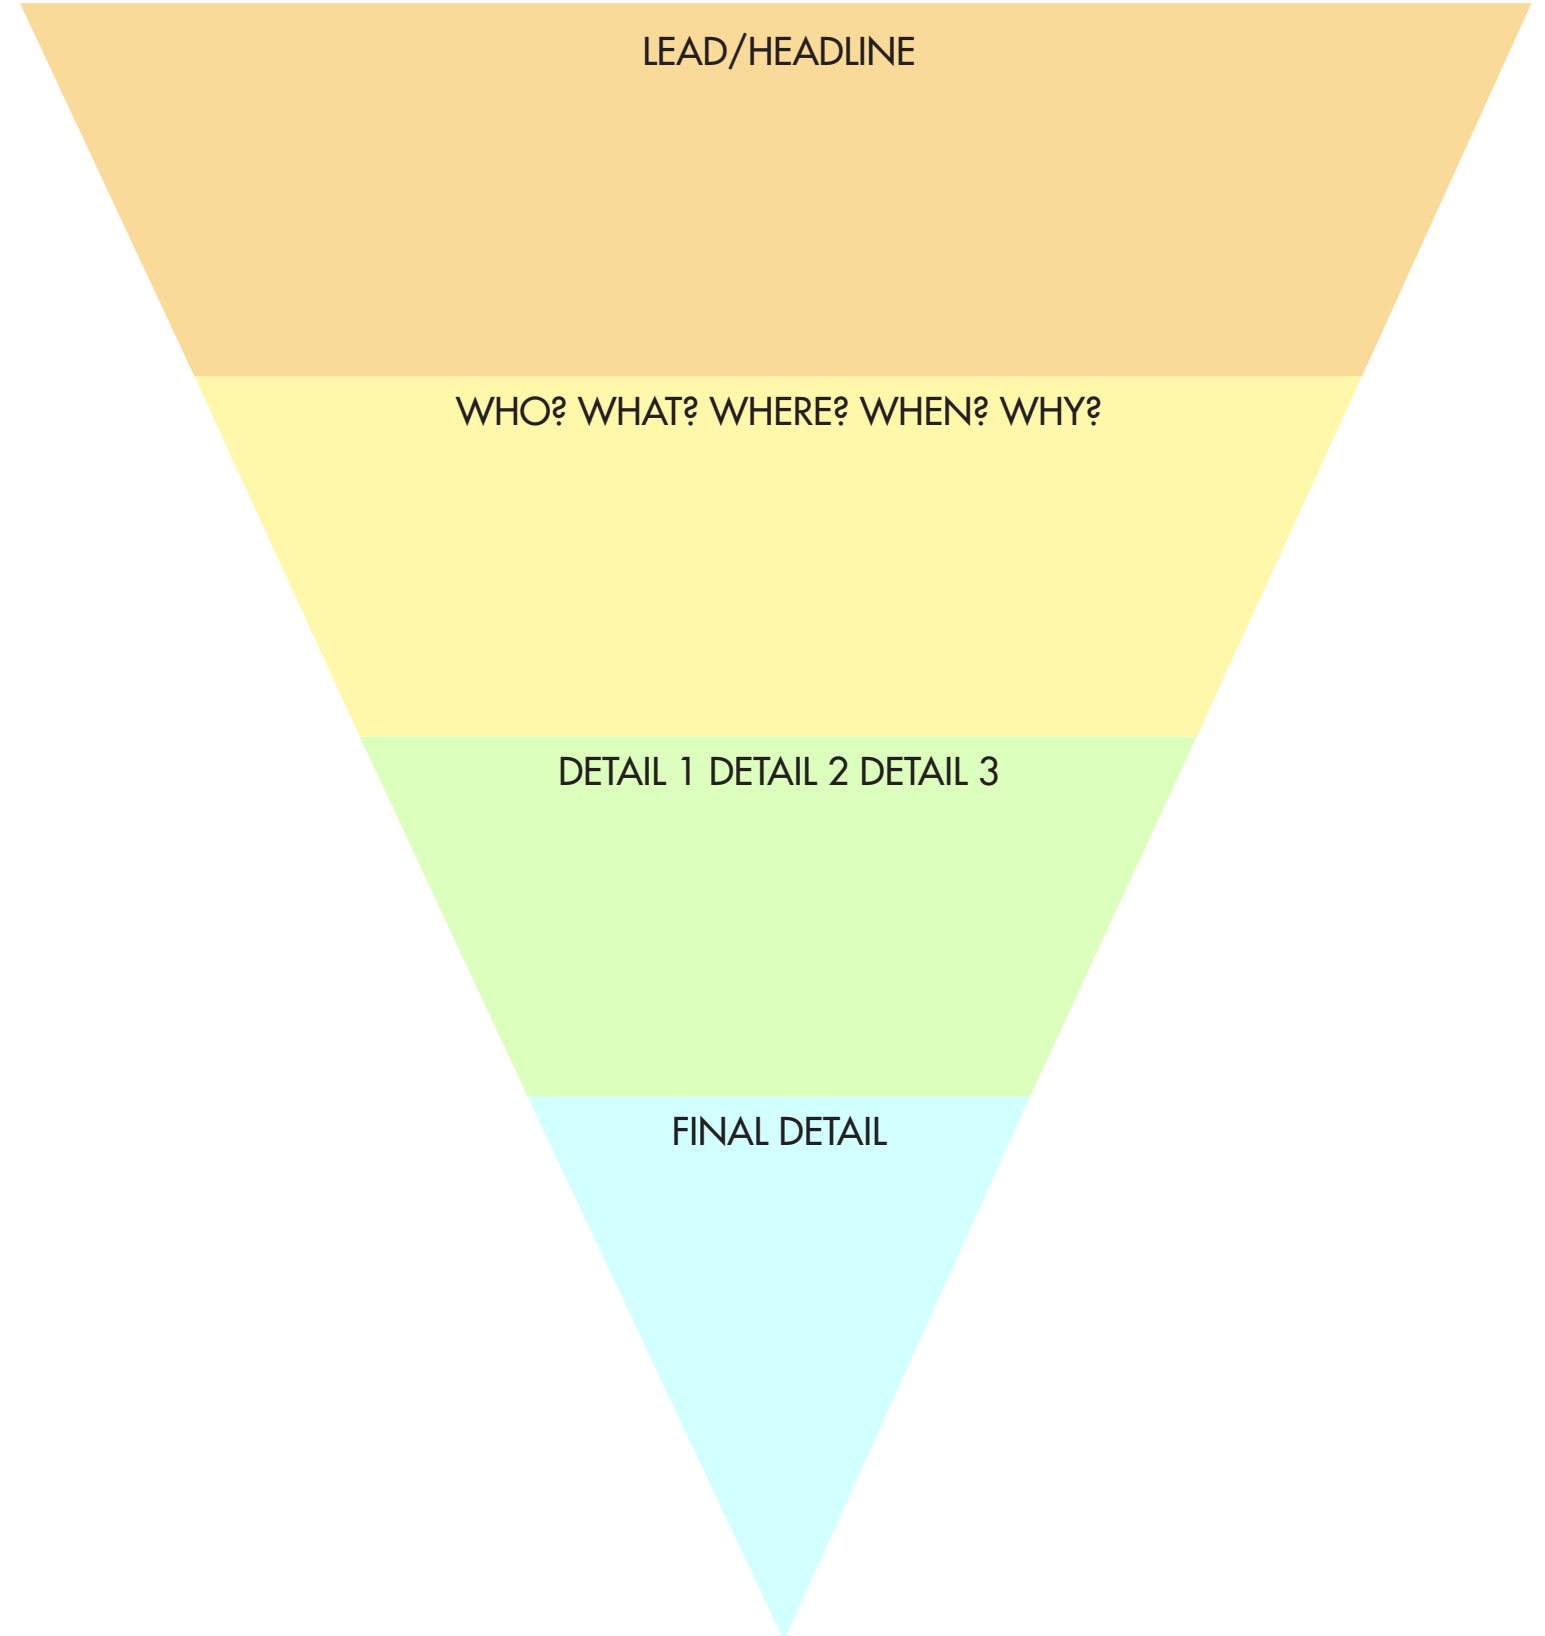 LEAD/HEADLINE
WHO? WHAT? WHERE? WHEN? WHY?
DETAIL 1 DETAIL 2 DETAIL 3
FINAL DETAIL